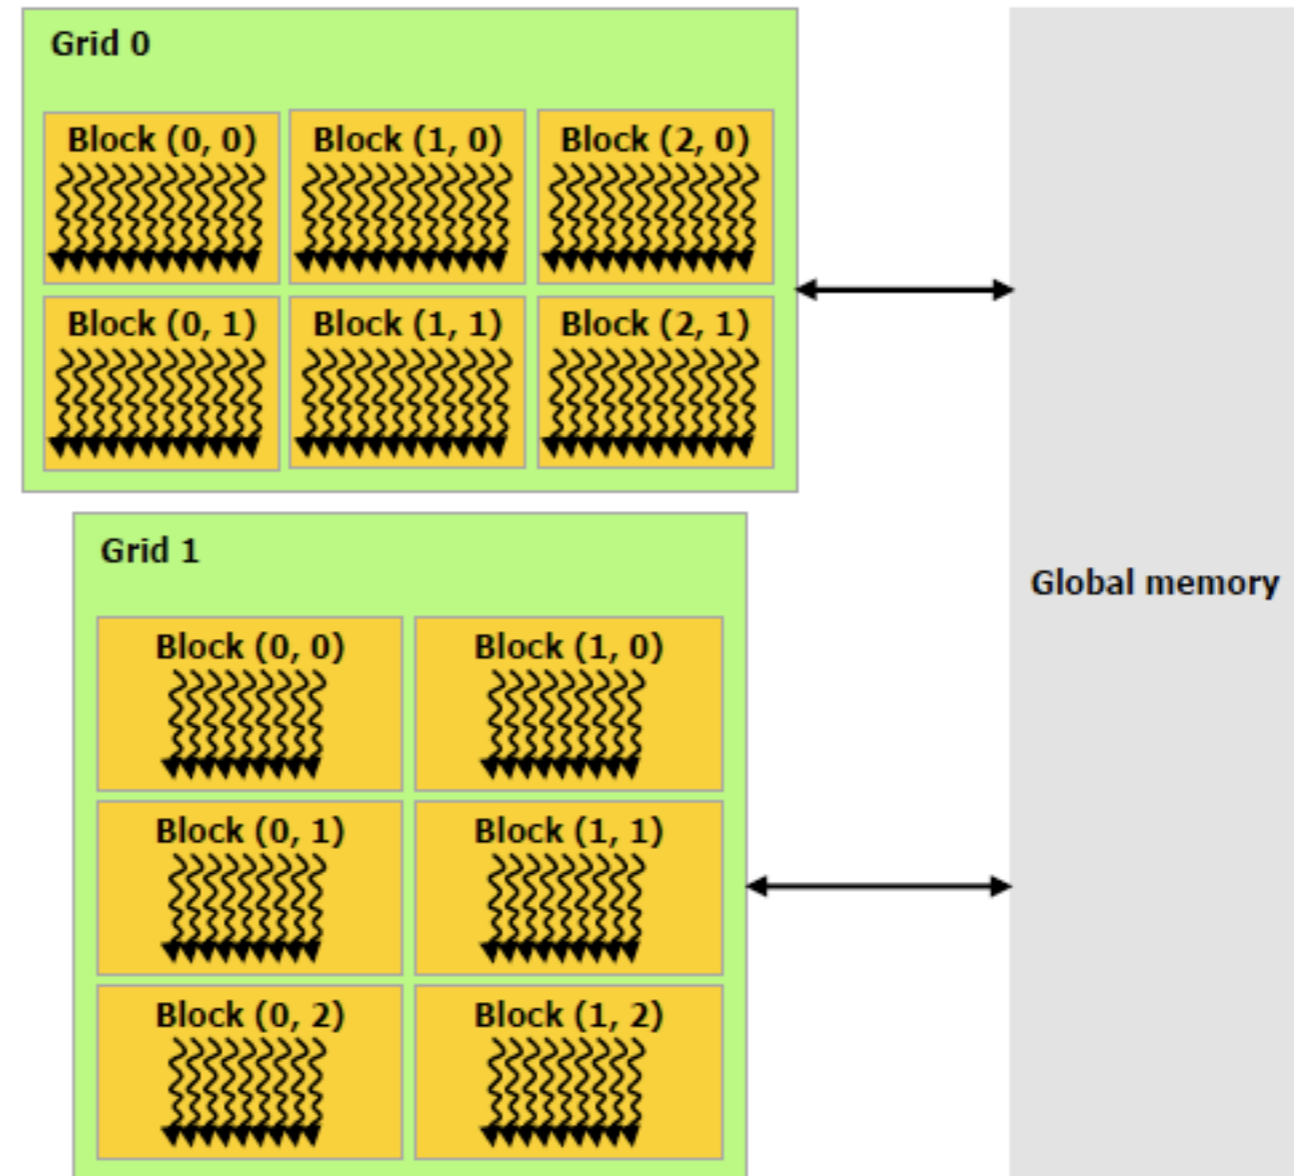 Grid 0
Block (0, 0) Block (1, 0) Block (2, 0)
Block (0, 1) Block (1, 1) Block (2, 1)
Grid 1
Global memory
Block (0, 0) Block (1, 0)
Block (0, 1) Block (1, 1)
Block (0, 2) Block (1, 2)